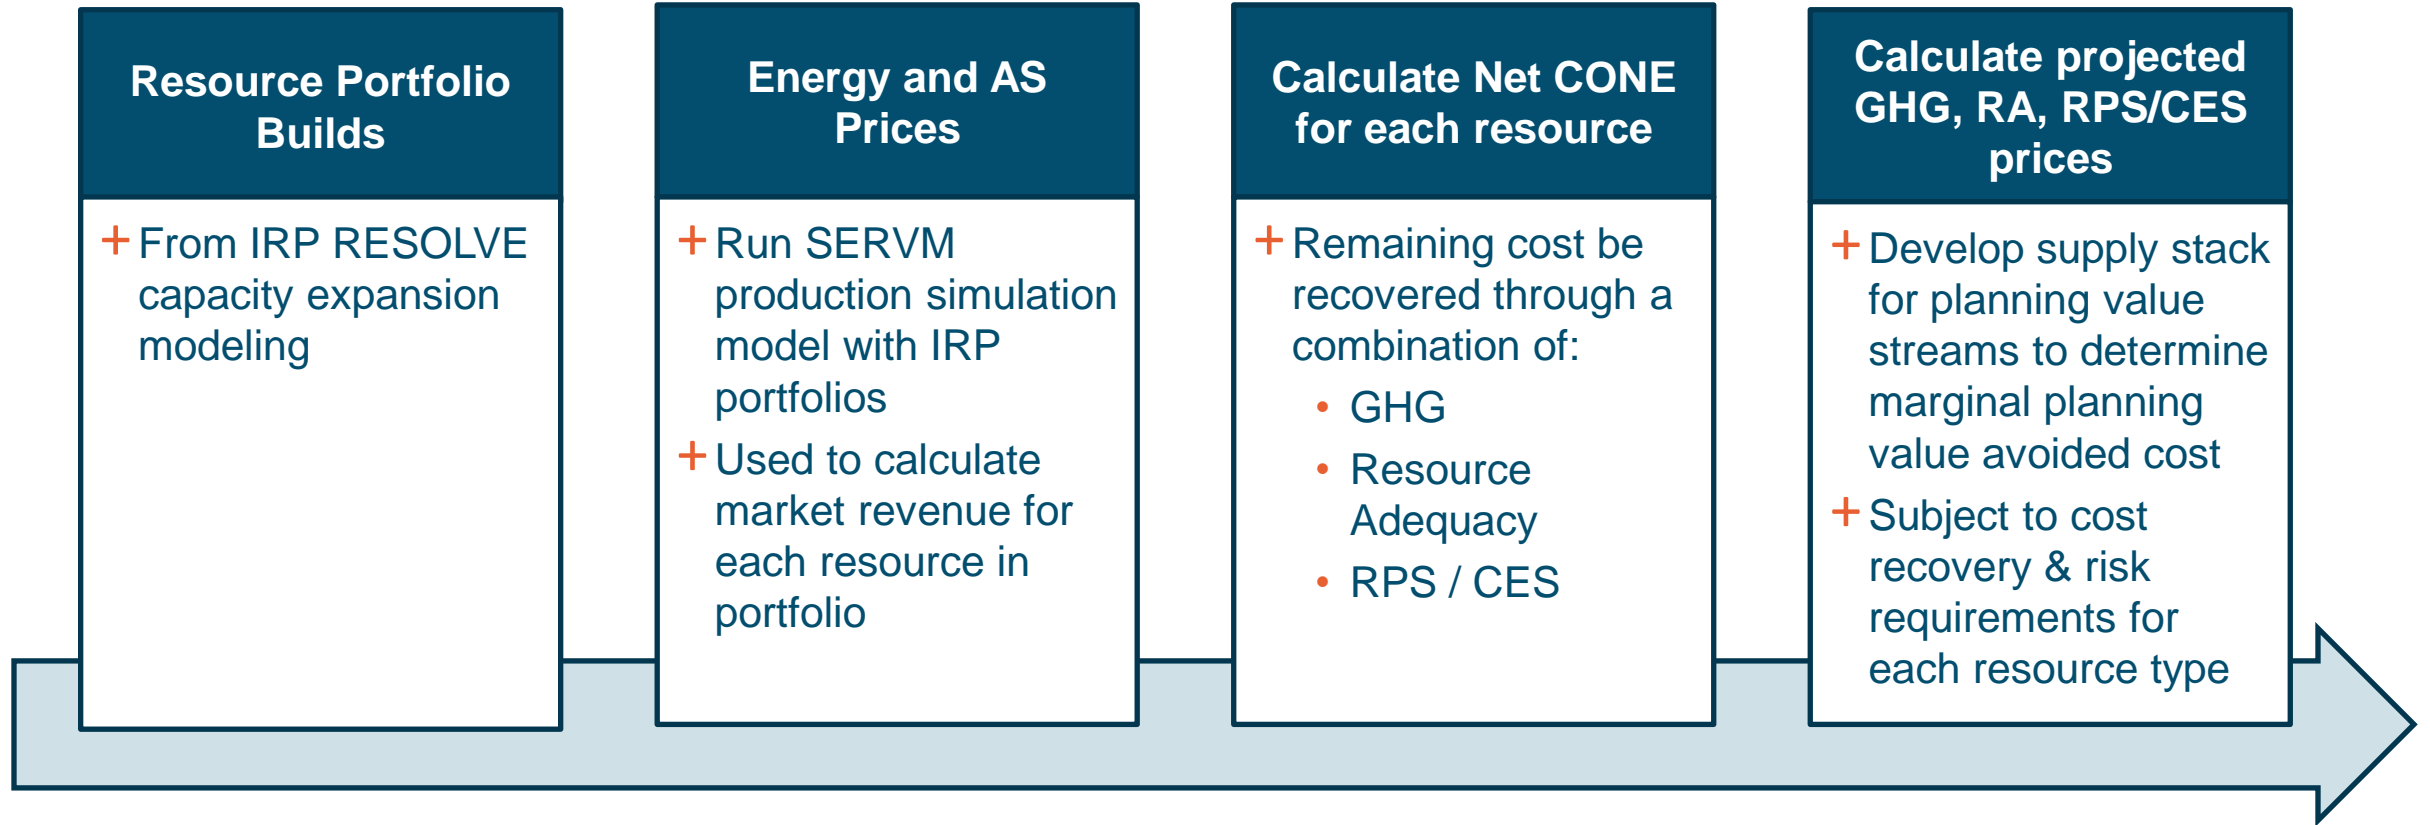 Resource Portfolio
Builds
+ From IRP RESOLVE
capacity expansion
modeling
Energy and AS
Prices
+ Run SERVM
production simulation
model with IRP
portfolios
+ Used to calculate
market revenue for
each resource in
portfolio
Calculate Net CONE
for each resource
+ Remaining cost be
recovered through a
combination of:
• GHG
• Resource
Adequacy
• RPS / CES
Calculate projected
GHG, RA, RPS/CES
prices
+ Develop supply stack
for planning value
streams to determine
marginal planning
value avoided cost
+ Subject to cost
recovery & risk
requirements for
each resource type